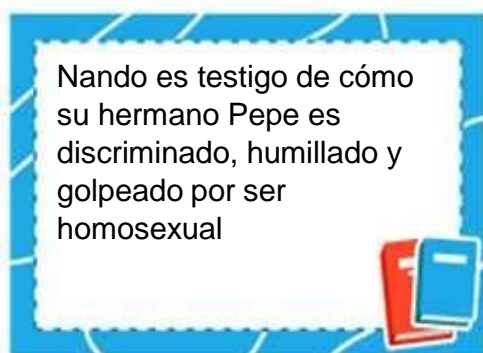 Nando es testigo de cómo
su hermano Pepe es
discriminado, humillado y
golpeado por ser
homosexual